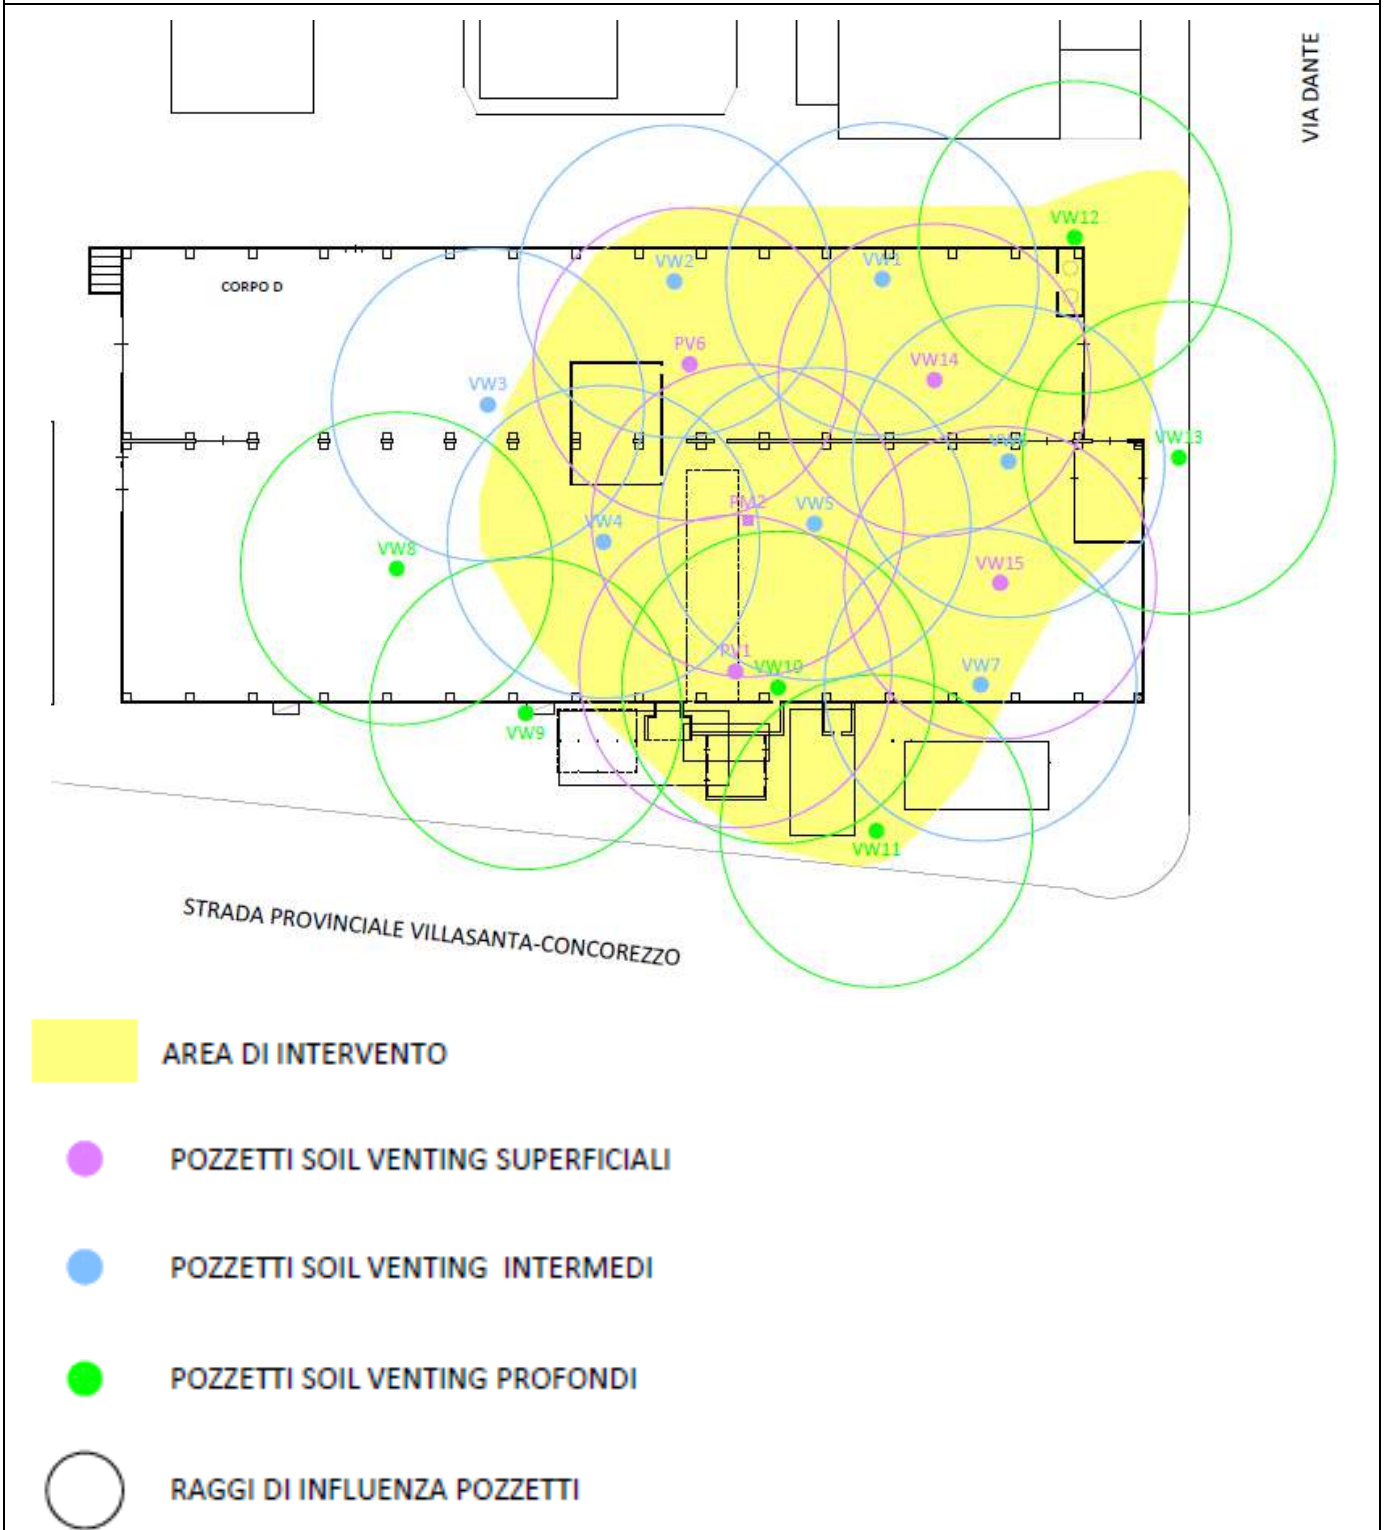 VIA DANTE
VW12
VW2
VW1
CORPO D
PV6
VW14
VW3
VW13
PM2
VW5
VW4
VW8
VW15
PV1
VW10
VW7
VW9
VW11
STRADA PROVINCIALE VILLASANTA-CONCOREZZO
AREA DI INTERVENTO
POZZETTI SOIL VENTING SUPERFICIALI
POZZETTI SOIL VENTING INTERMEDI
POZZETTI SOIL VENTING PROFONDI
RAGGI DI INFLUENZA POZZETTI